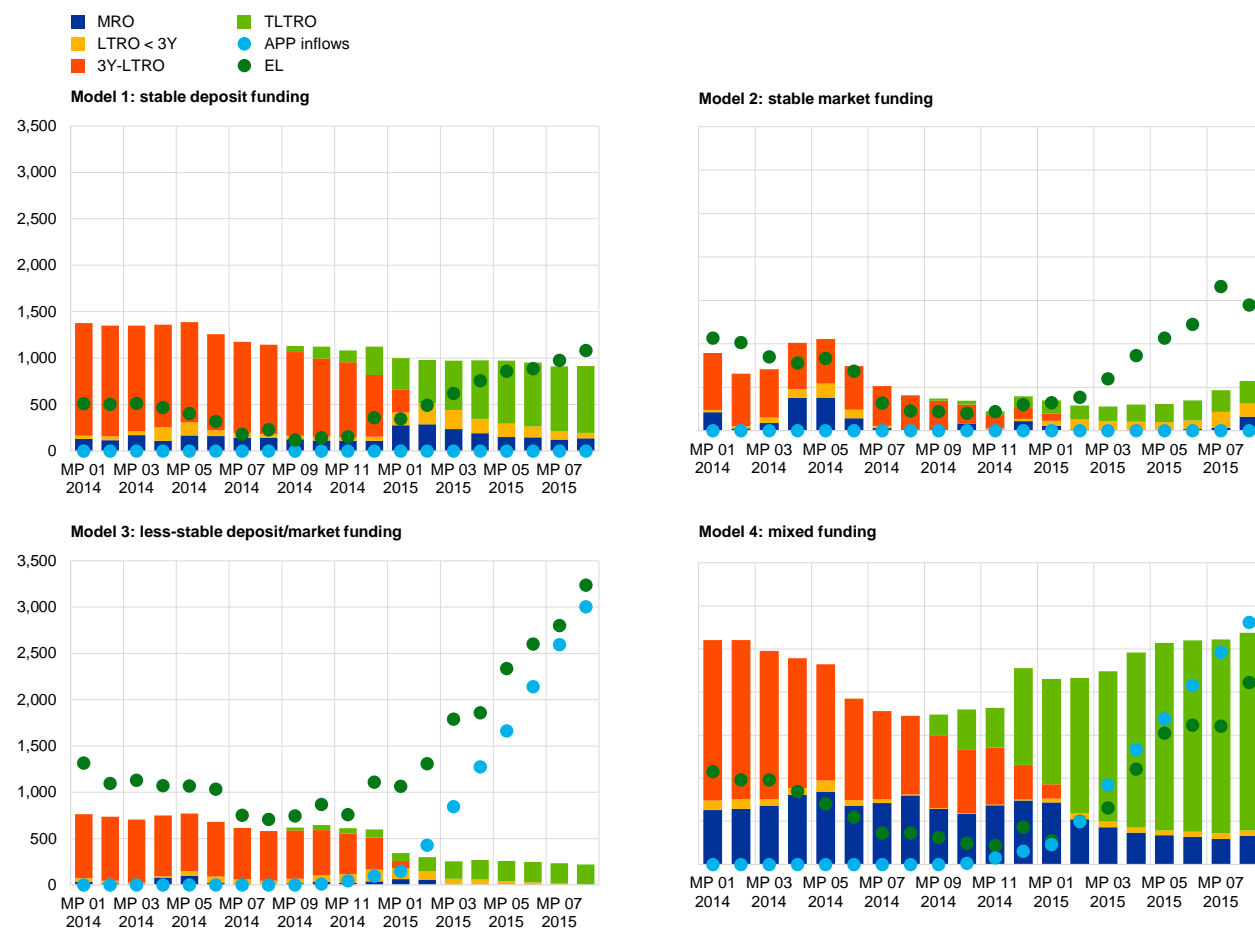 MRO
TLTRO
LTRO < 3Y
APP inflows
3Y-LTRO
EL
Model 1: stable deposit funding
3,500
3,000
2,500
2,000
1,500
1,000
500
0
MP 01 MP 03 MP 05 MP 07 MP 09 MP 11 MP 01 MP 03 MP 05 MP 07
2014 2014 2014 2014 2014 2014 2015 2015 2015 2015
Model 2: stable market funding
MP 01 MP 03 MP 05 MP 07 MP 09 MP 11 MP 01 MP 03 MP 05 MP 07
2014 2014 2014 2014 2014 2014 2015 2015 2015 2015
Model 3: less-stable deposit/market funding
3,500
3,000
2,500
2,000
1,500
1,000
500
0
MP 01 MP 03 MP 05 MP 07 MP 09 MP 11 MP 01 MP 03 MP 05 MP 07
2014 2014 2014 2014 2014 2014 2015 2015 2015 2015
Model 4: mixed funding
MP 01 MP 03 MP 05 MP 07 MP 09 MP 11 MP 01 MP 03 MP 05 MP 07
2014 2014 2014 2014 2014 2014 2015 2015 2015 2015